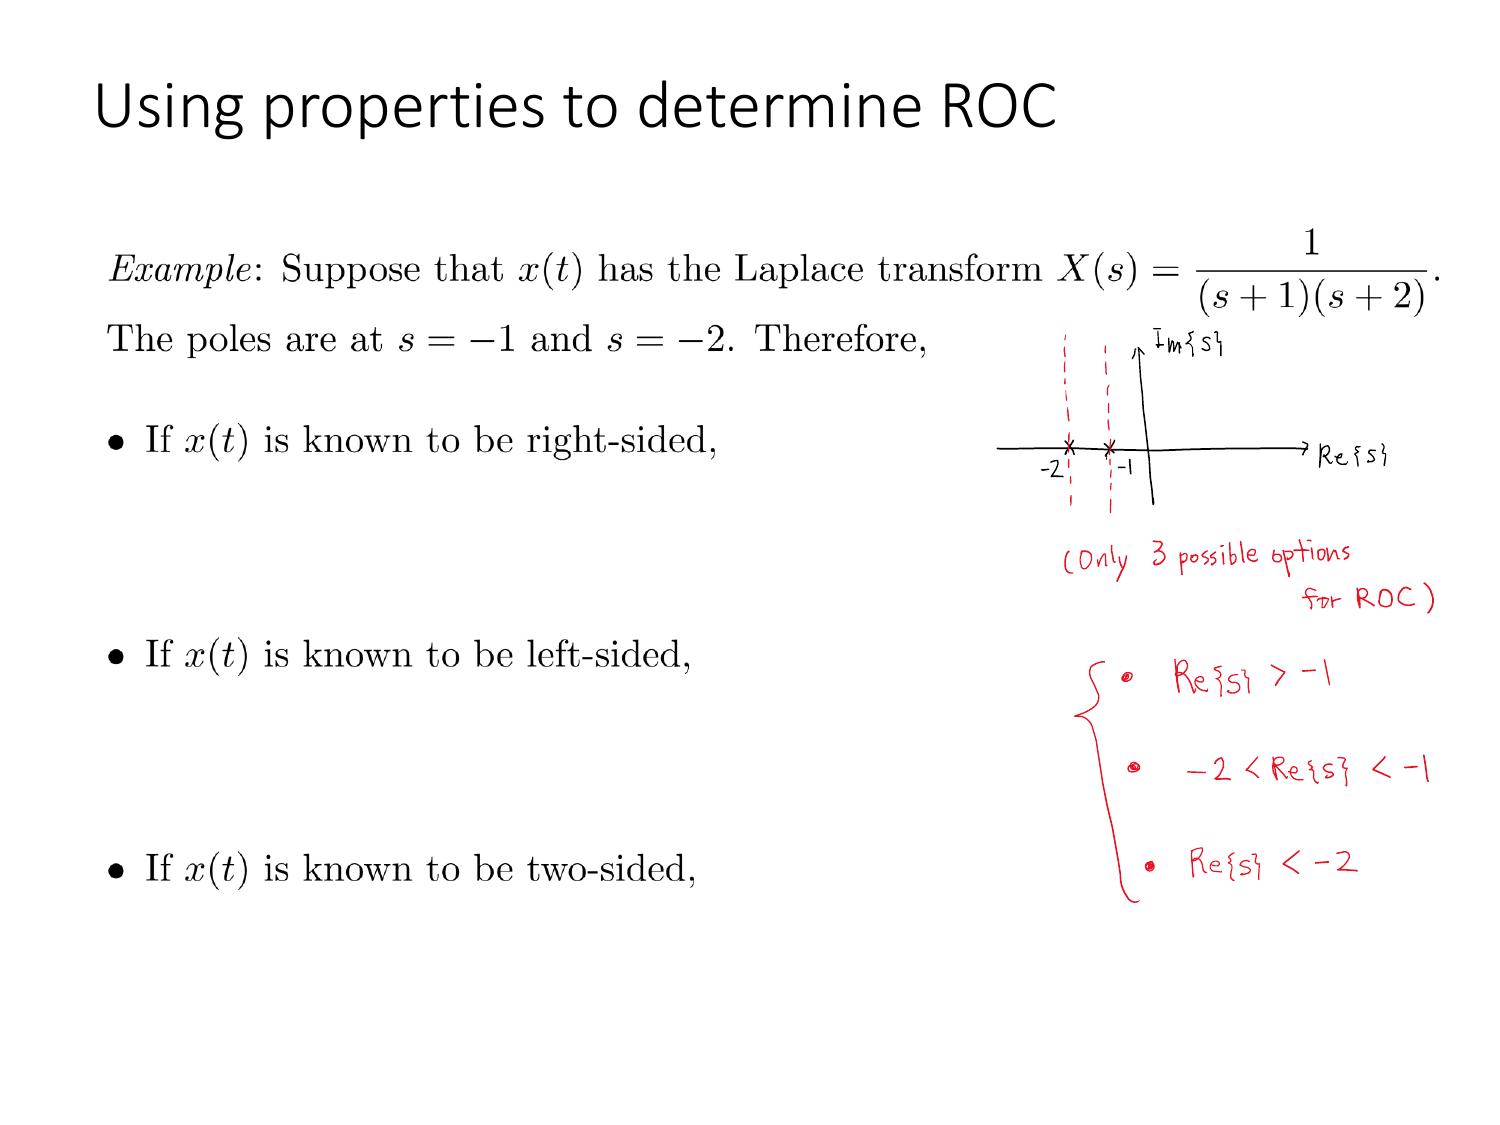 Using properties to determine ROC
Example: Suppose that x(t) has the Laplace transform X(s) = 1/((s + 1)(s + 2)).
The poles are at s = −1 and s = −2. Therefore,
Im{s}
• If x(t) is known to be right-sided,
Re{s}
-2 -1
(Only 3 possible options
for ROC)
• If x(t) is known to be left-sided,
• Re{s} > -1
• -2 < Re{s} < -1
• If x(t) is known to be two-sided,
• Re{s} < -2